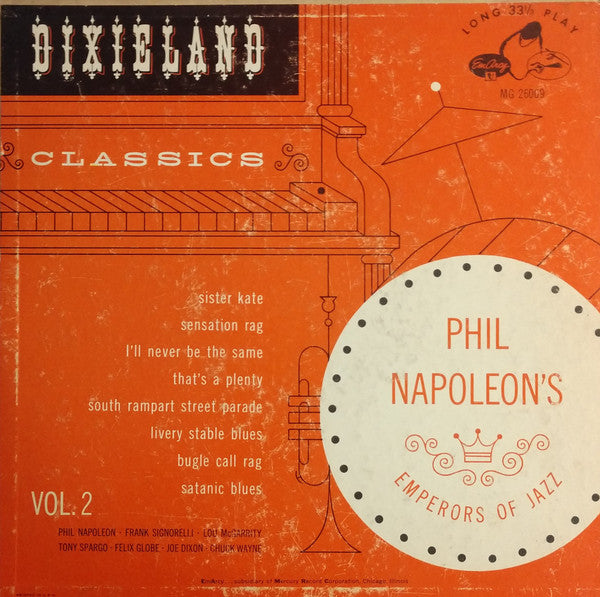 DIXIELAND
LONG 33⅓ PLAY
EmArcy
MG 26009
CLASSICS
sister kate
sensation rag
I'll never be the same
that's a plenty
south rampart street parade
livery stable blues
bugle call rag
satanic blues
PHIL
NAPOLEON'S
EMPERORS OF JAZZ
VOL. 2
PHIL NAPOLEON · FRANK SIGNORELLI · LOU McGARRITY
TONY SPARGO · FELIX GLOBE · JOE DIXON · CHUCK WAYNE
EmArcy... subsidiary of Mercury Record Corporation, Chicago, Illinois